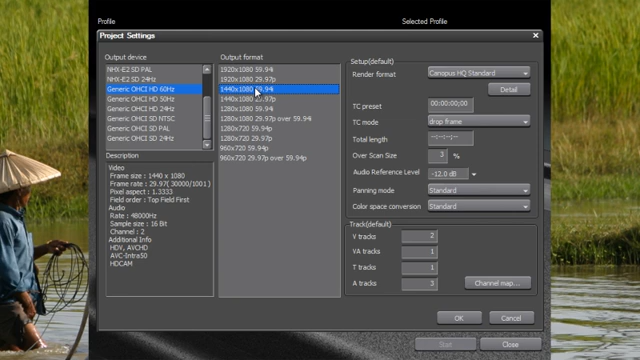 Profile
Selected Profile
Project Settings
Output device
NHX-E2 SD PAL
NHX-E2 SD 24Hz
Generic OHCI HD 60Hz
Generic OHCI HD 50Hz
Generic OHCI HD 24Hz
Generic OHCI SD NTSC
Generic OHCI SD PAL
Generic OHCI SD 24Hz
Description
Video
Frame size : 1440 x 1080
Frame rate : 29.97( 30000/1001 )
Pixel aspect : 1.3333
Field order : Top Field First
Audio
Rate : 48000Hz
Sample size : 16 Bit
Channel : 2
Additional Info
HDV, AVCHD
AVC-Intra50
HDCAM
Output format
1920x1080 59.94i
1920x1080 29.97p
1440x1080 59.94i
1440x1080 29.97p
1280x1080 59.94i
1280x1080 29.97p over 59.94i
1280x720 59.94p
1280x720 29.97p
960x720 59.94p
960x720 29.97p over 59.94p
Setup(default)
Render format
Canopus HQ Standard
Detail
TC preset
00:00:00;00
TC mode
drop frame
Total length
--:--:--:--
Over Scan Size
3 %
Audio Reference Level
-12.0 dB
Panning mode
Standard
Color space conversion
Standard
Track(default)
V tracks
2
VA tracks
1
T tracks
1
A tracks
3
Channel map...
OK
Cancel
Start
Close